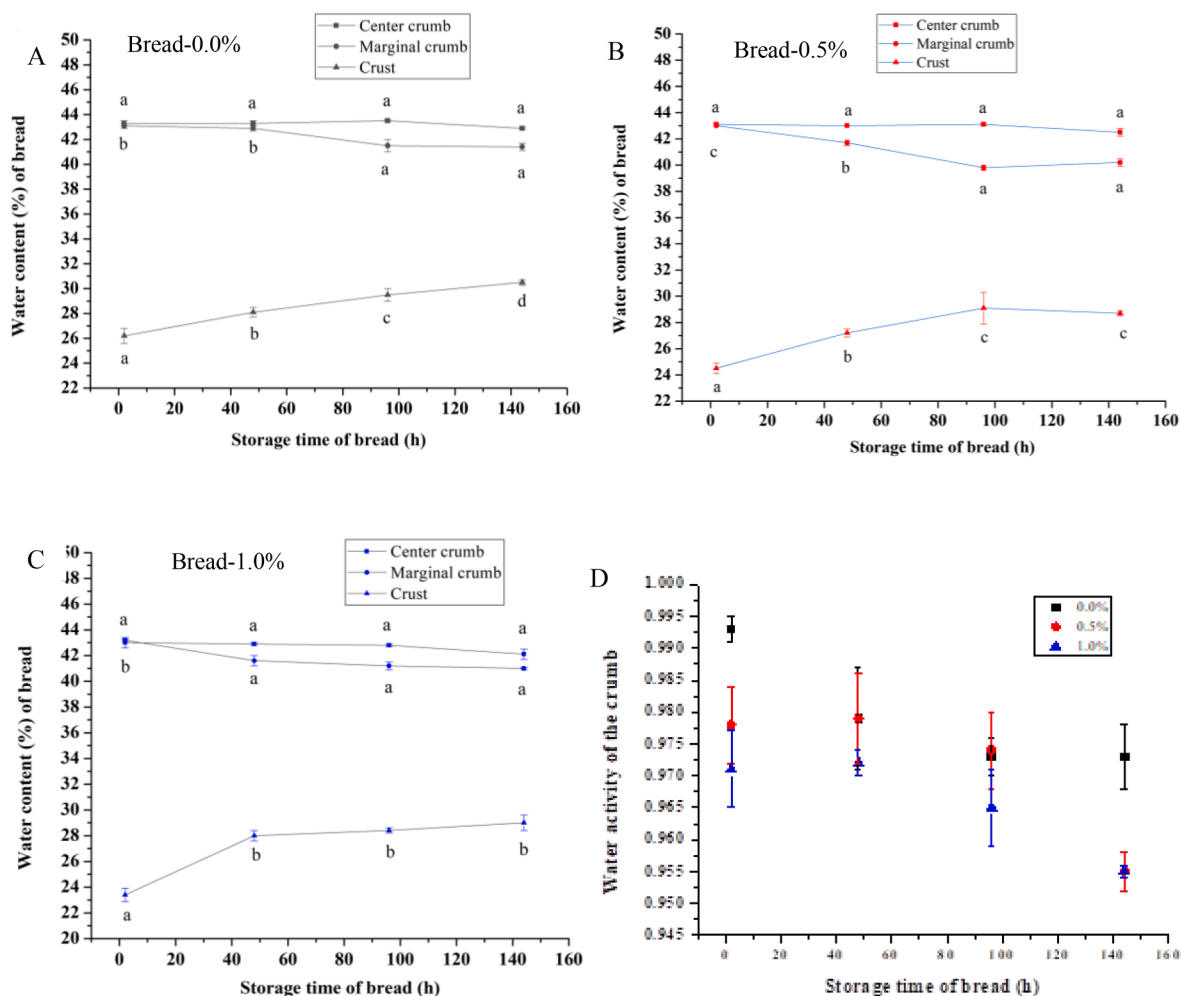 A
Bread-0.0%
Center crumb
Marginal crumb
Crust
Water content (%) of bread
50
48
46
44
42
40
38
36
34
32
30
28
26
24
22
a a a a
b b a a
a b c d
0 20 40 60 80 100 120 140 160
Storage time of bread (h)
B
Bread-0.5%
Center crumb
Marginal crumb
Crust
Water content (%) of bread
50
48
46
44
42
40
38
36
34
32
30
28
26
24
22
a a a a
c b a a
a b c c
0 20 40 60 80 100 120 140 160
Storage time of bread (h)
C
Bread-1.0%
Center crumb
Marginal crumb
Crust
Water content (%) of bread
50
48
46
44
42
40
38
36
34
32
30
28
26
24
22
20
a a a a
b a a a
a b b b
0 20 40 60 80 100 120 140 160
Storage time of bread (h)
D
0.0%
0.5%
1.0%
Water activity of the crumb
1.000
0.995
0.990
0.985
0.980
0.975
0.970
0.965
0.960
0.955
0.950
0.945
0 20 40 60 80 100 120 140 160
Storage time of bread (h)